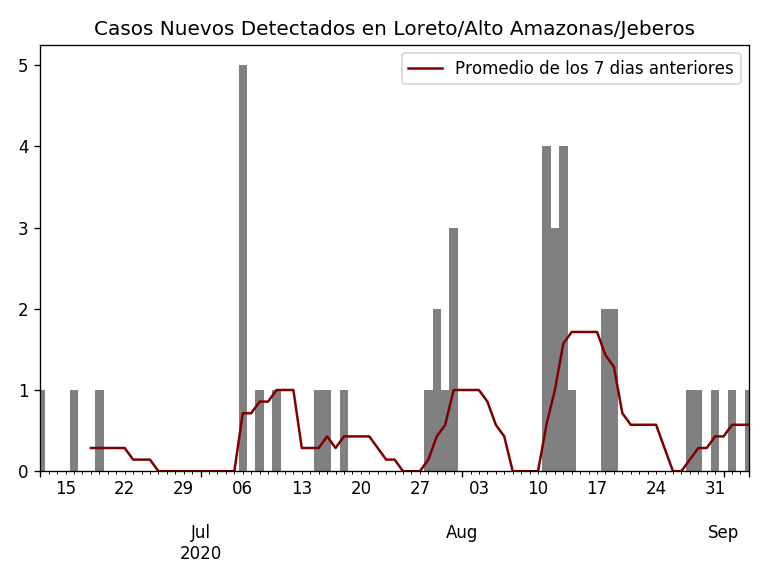 Casos Nuevos Detectados en Loreto/Alto Amazonas/Jeberos
Promedio de los 7 dias anteriores
5
4
3
2
1
0
15 22 29 06 13 20 27 03 10 17 24 31
Jul Aug Sep
2020